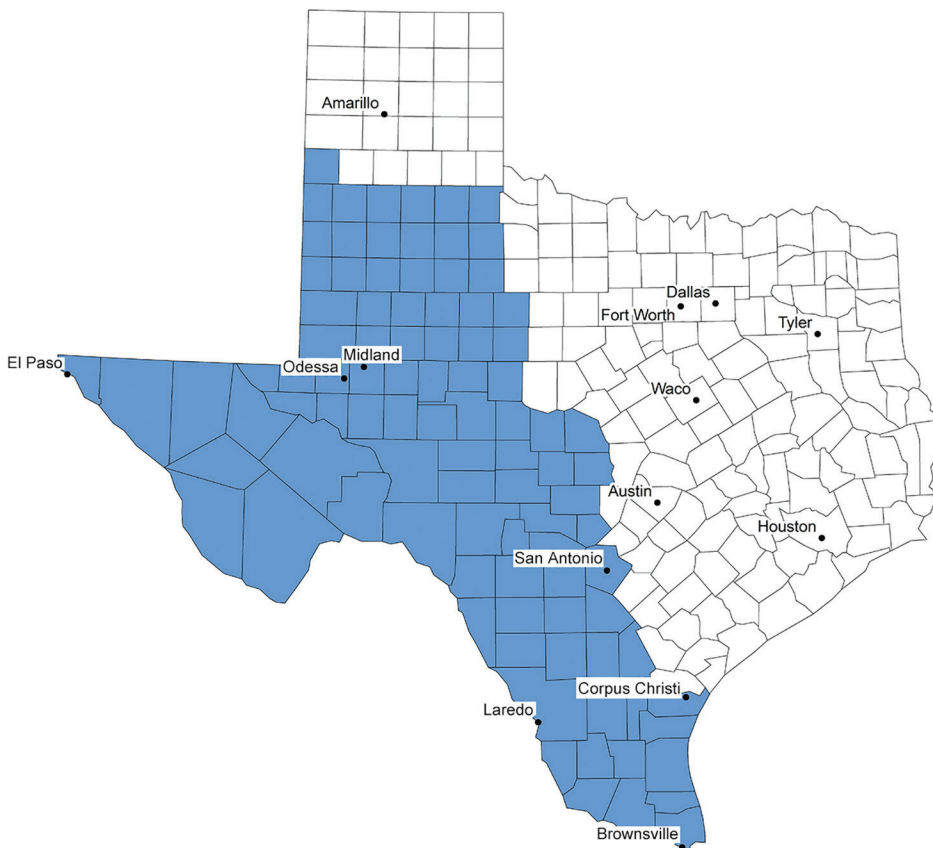 Amarillo
Dallas
Fort Worth
Tyler
El Paso
Midland
Odessa
Waco
Austin
Houston
San Antonio
Corpus Christi
Laredo
Brownsville